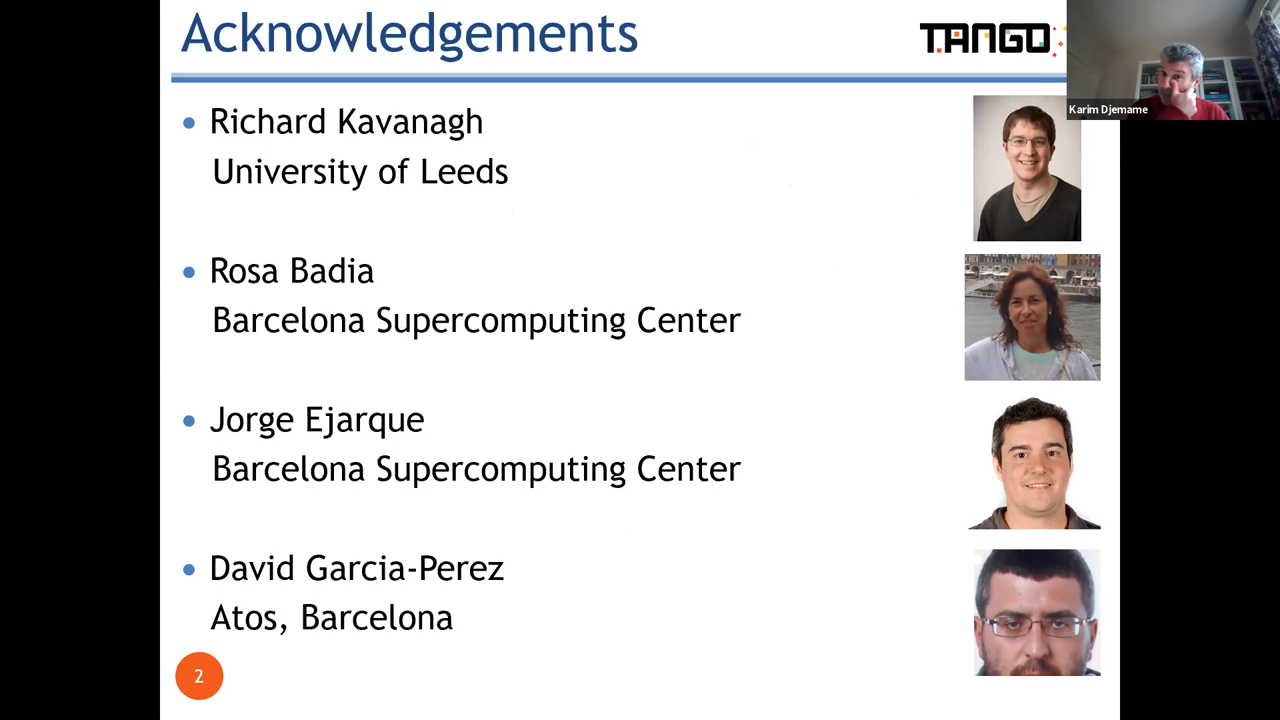 Acknowledgements
TANGO
Karim Djemame
Richard Kavanagh
University of Leeds
Rosa Badia
Barcelona Supercomputing Center
Jorge Ejarque
Barcelona Supercomputing Center
David Garcia-Perez
Atos, Barcelona
2